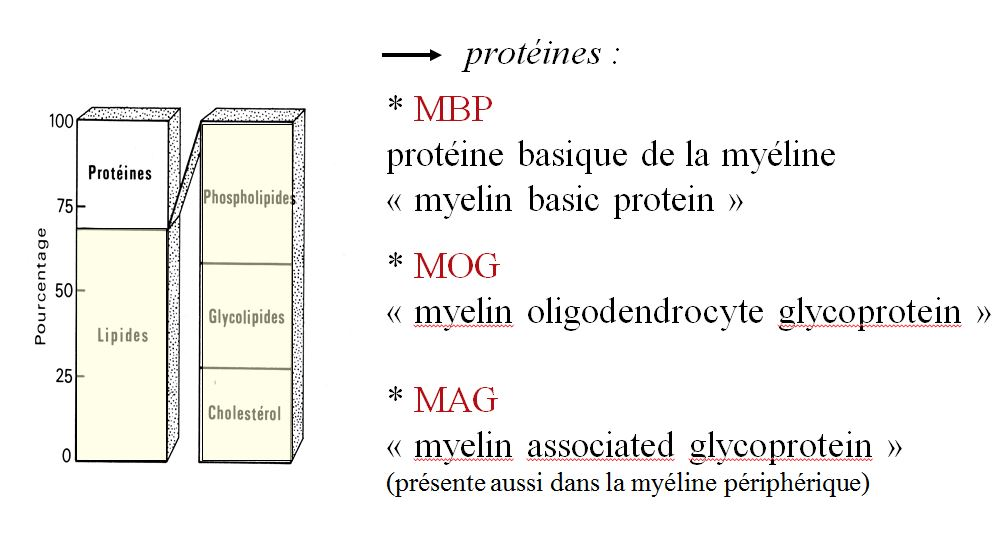 protéines :
* MBP
protéine basique de la myéline
« myelin basic protein »
* MOG
« myelin oligodendrocyte glycoprotein »
* MAG
« myelin associated glycoprotein »
(présente aussi dans la myéline périphérique)
Pourcentage
100
75
50
25
0
Protéines
Lipides
Phospholipides
Glycolipides
Cholestérol